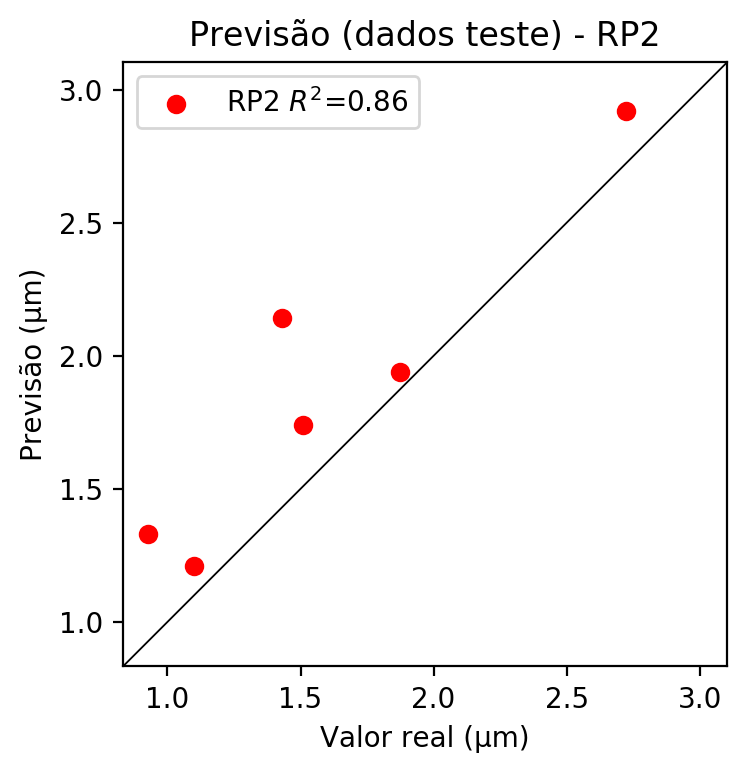 Previsão (dados teste) - RP2
RP2 R²=0.86
Previsão (µm)
3.0
2.5
2.0
1.5
1.0
1.0 1.5 2.0 2.5 3.0
Valor real (µm)